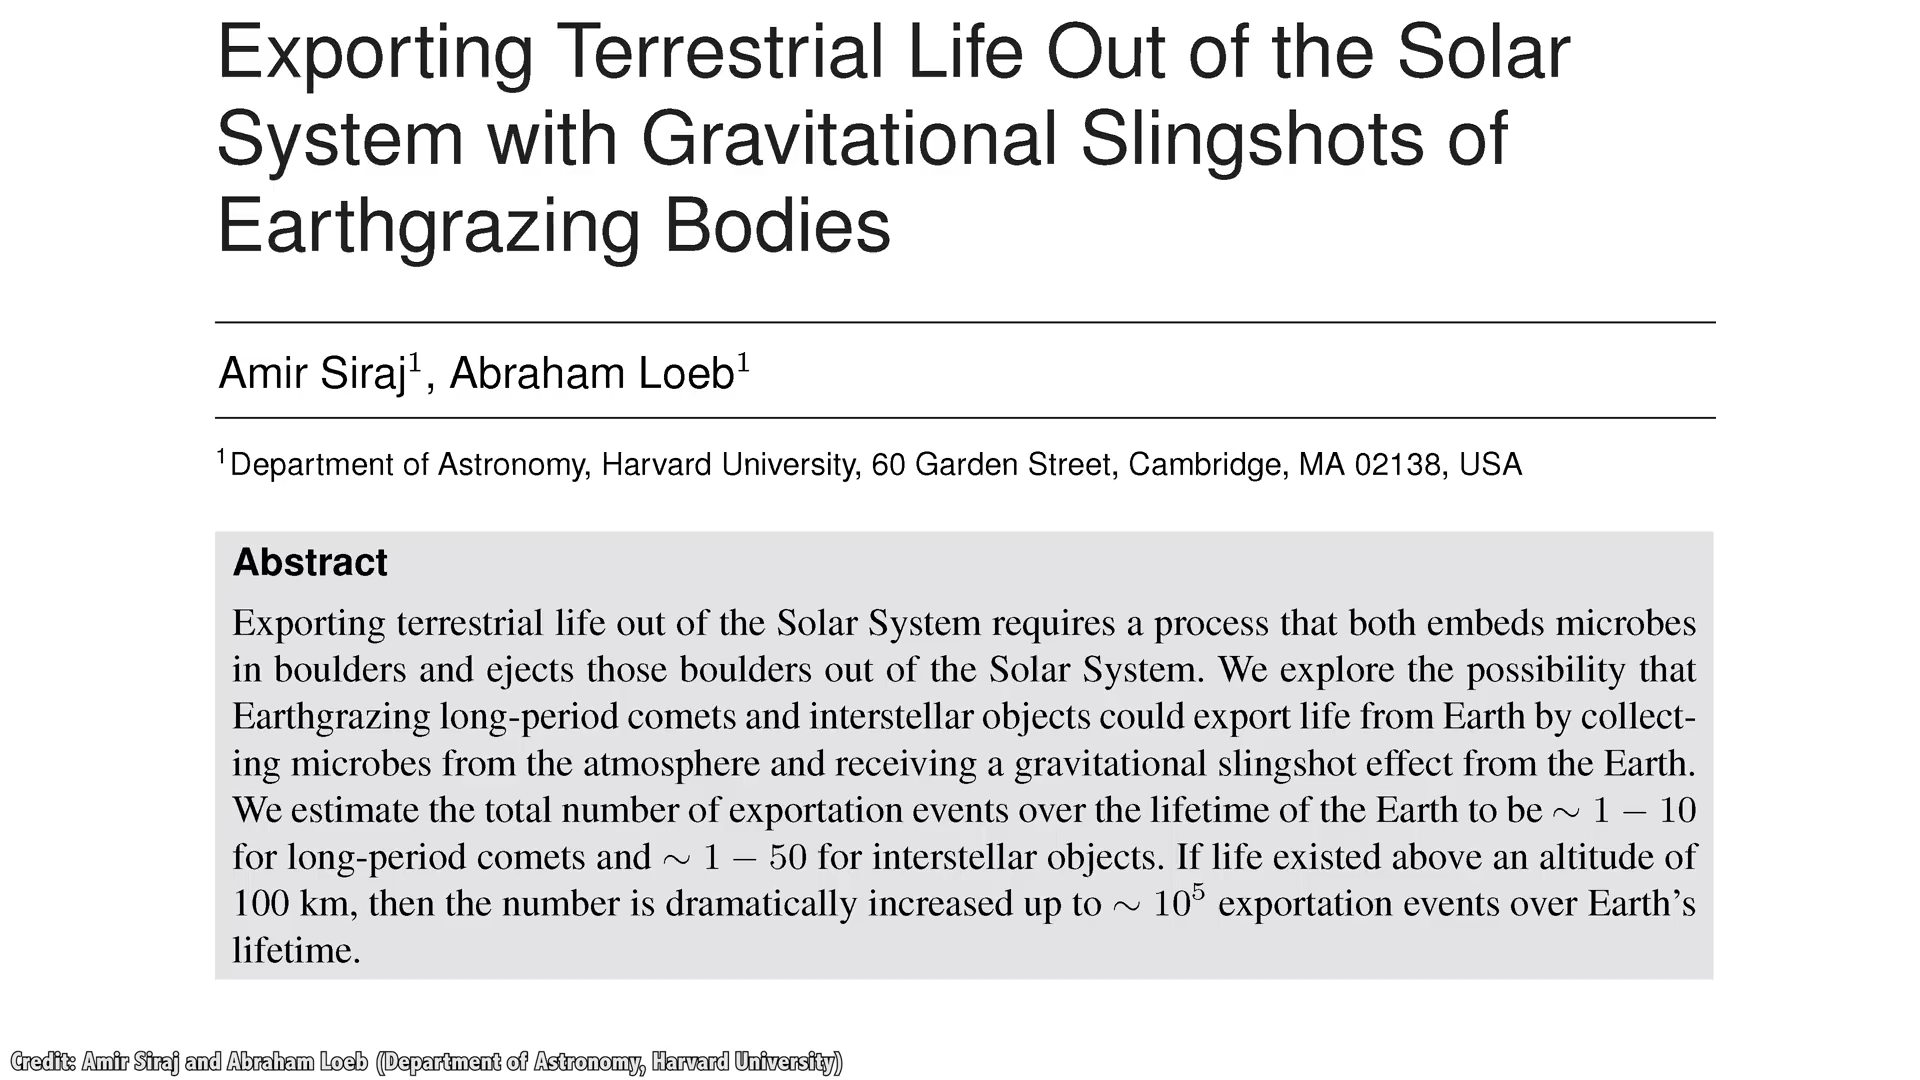 Exporting Terrestrial Life Out of the Solar
System with Gravitational Slingshots of
Earthgrazing Bodies
Amir Siraj¹, Abraham Loeb¹
¹Department of Astronomy, Harvard University, 60 Garden Street, Cambridge, MA 02138, USA
Abstract
Exporting terrestrial life out of the Solar System requires a process that both embeds microbes
in boulders and ejects those boulders out of the Solar System. We explore the possibility that
Earthgrazing long-period comets and interstellar objects could export life from Earth by collect-
ing microbes from the atmosphere and receiving a gravitational slingshot effect from the Earth.
We estimate the total number of exportation events over the lifetime of the Earth to be ∼ 1 − 10
for long-period comets and ∼ 1 − 50 for interstellar objects. If life existed above an altitude of
100 km, then the number is dramatically increased up to ∼ 10⁵ exportation events over Earth’s
lifetime.
Credit: Amir Siraj and Abraham Loeb (Department of Astronomy, Harvard University)